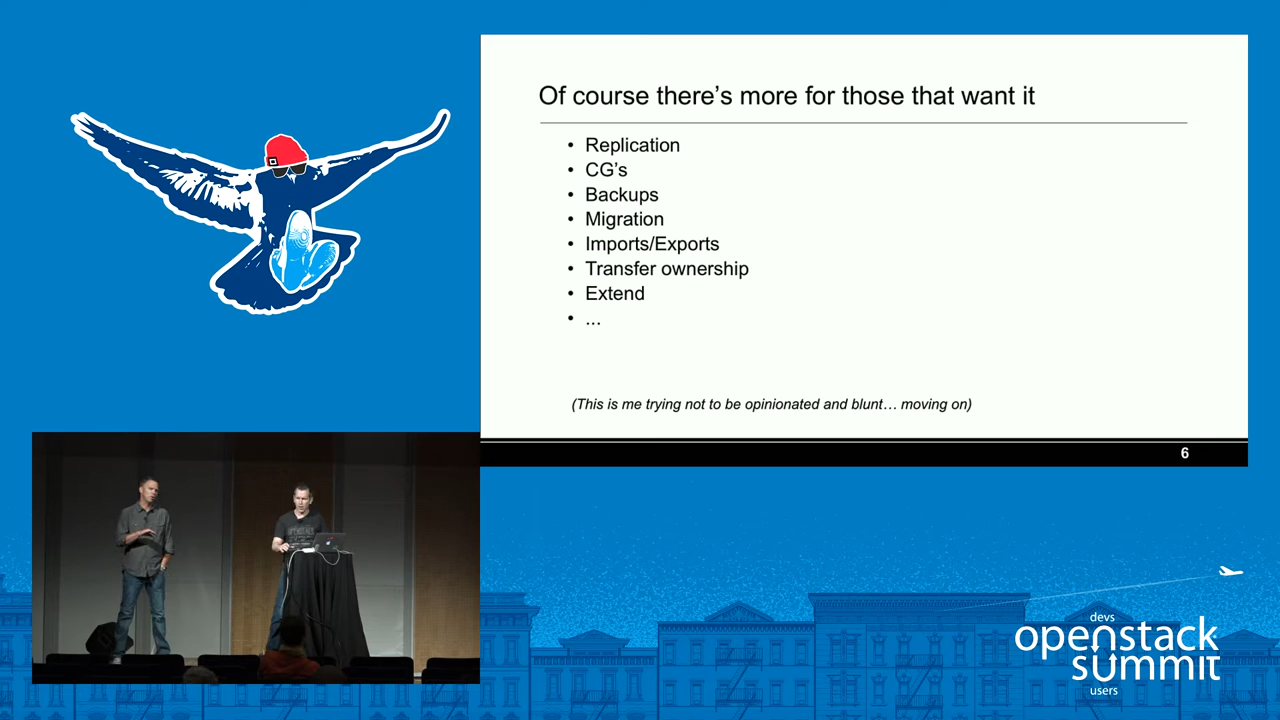 Of course there’s more for those that want it
• Replication
• CG’s
• Backups
• Migration
• Imports/Exports
• Transfer ownership
• Extend
• ...
(This is me trying not to be opinionated and blunt… moving on)
6
devs
openstack
summit
users